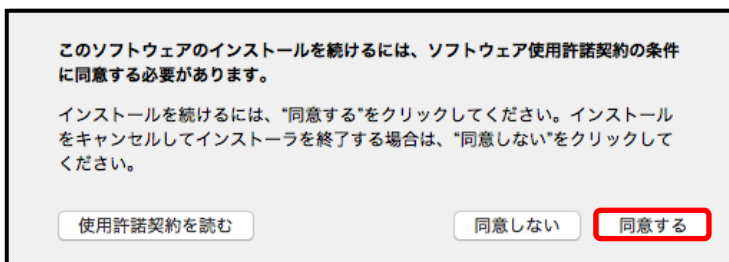 このソフトウェアのインストールを続けるには、ソフトウェア使用許諾契約の条件
に同意する必要があります。
インストールを続けるには、“同意する”をクリックしてください。インストール
をキャンセルしてインストーラを終了する場合は、“同意しない”をクリックして
ください。
使用許諾契約を読む
同意しない
同意する